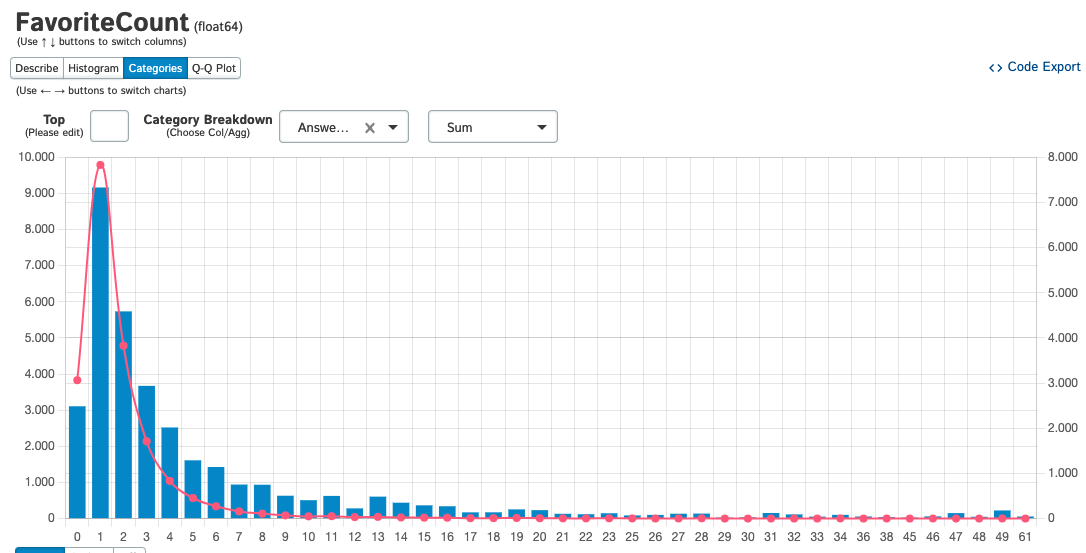 FavoriteCount (float64)
(Use ↑ ↓ buttons to switch columns)
Describe Histogram Categories Q-Q Plot
<> Code Export
(Use ← → buttons to switch charts)
Top
(Please edit)
Category Breakdown
(Choose Col/Agg)
Answe... ×
Sum
10.000
9.000
8.000
7.000
6.000
5.000
4.000
3.000
2.000
1.000
0
8.000
7.000
6.000
5.000
4.000
3.000
2.000
1.000
0
0 1 2 3 4 5 6 7 8 9 10 11 12 13 14 15 16 17 18 19 20 21 22 23 25 26 27 28 29 30 31 32 33 34 36 38 45 46 47 48 49 61